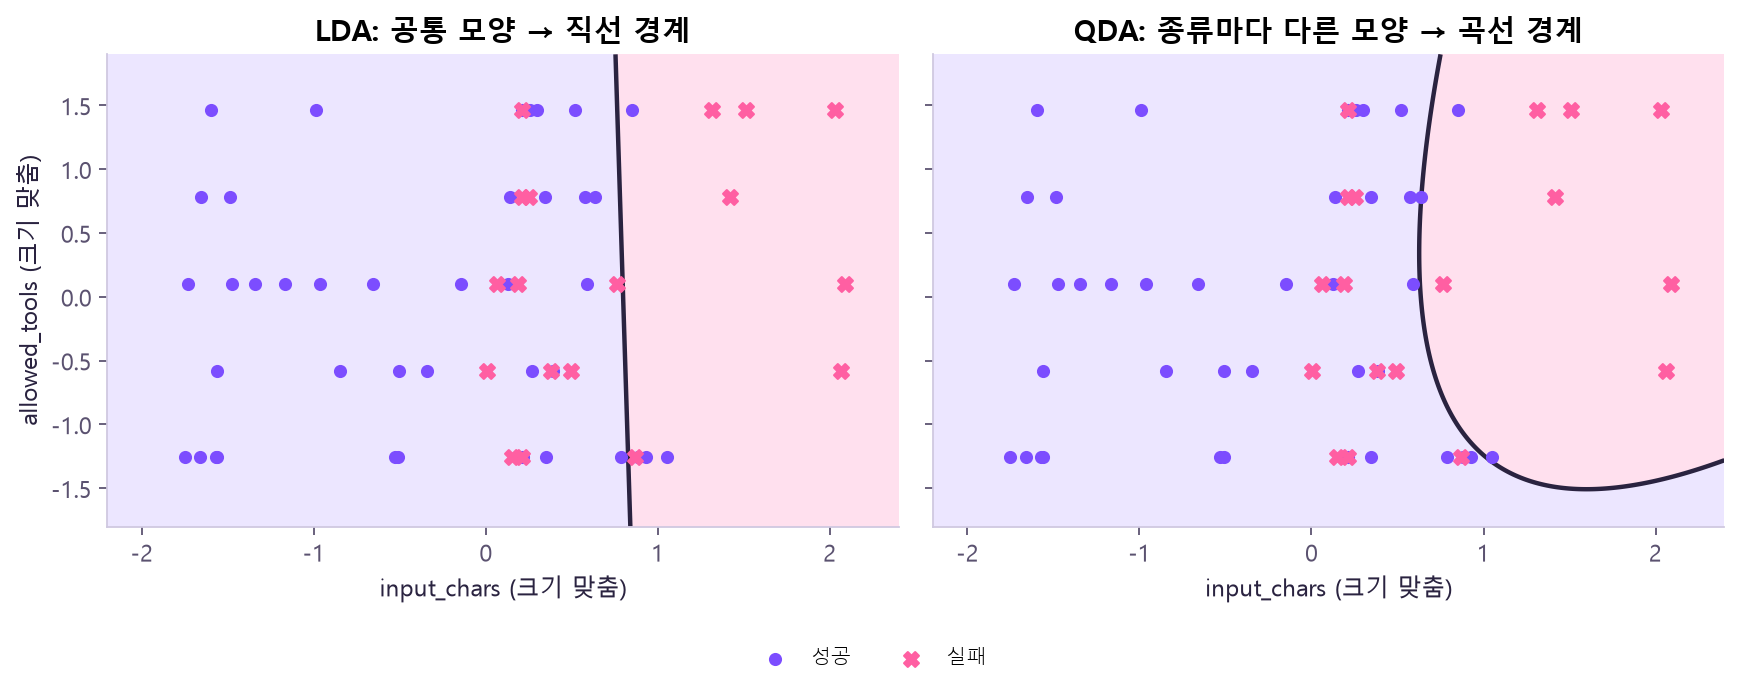 LDA: 공통 모양 → 직선 경계
QDA: 종류마다 다른 모양 → 곡선 경계
allowed_tools (크기 맞춤)
1.5
1.0
0.5
0.0
-0.5
-1.0
-1.5
-2 -1 0 1 2
-2 -1 0 1 2
input_chars (크기 맞춤)
input_chars (크기 맞춤)
성공 실패